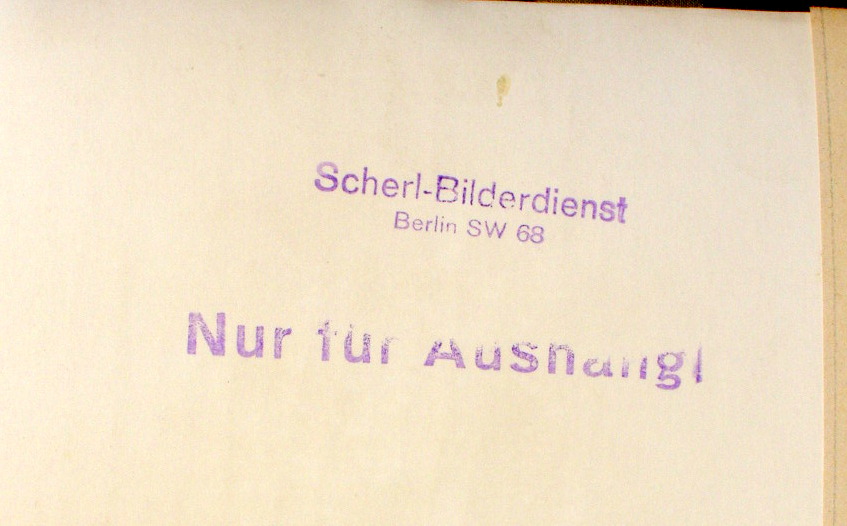 Scherl-Bilderdienst
Berlin SW 68
Nur für Aushang!